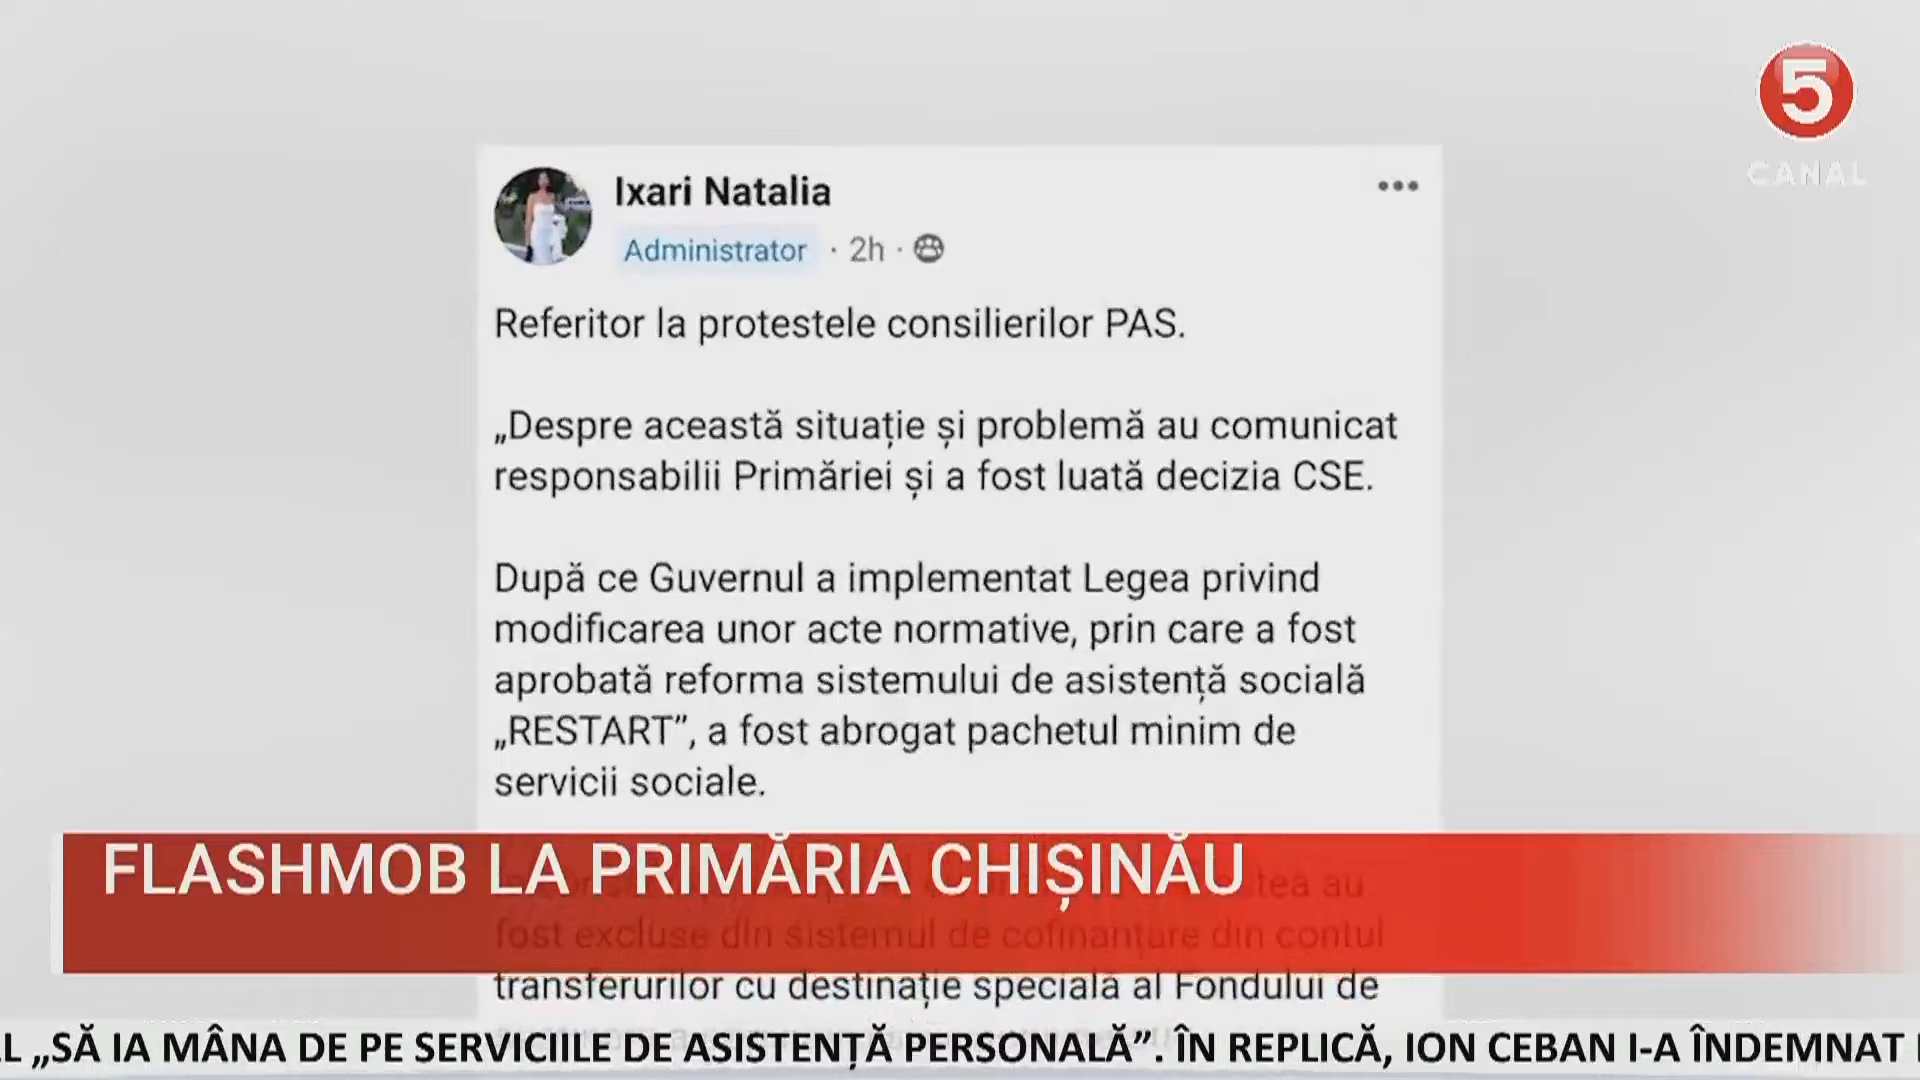 5
CANAL
Ixari Natalia
Administrator · 2h ·
Referitor la protestele consilierilor PAS.
„Despre această situație și problemă au comunicat
responsabilii Primăriei și a fost luată decizia CSE.
După ce Guvernul a implementat Legea privind
modificarea unor acte normative, prin care a fost
aprobată reforma sistemului de asistență socială
„RESTART”, a fost abrogat pachetul minim de
servicii sociale.
FLASHMOB LA PRIMĂRIA CHIȘINĂU
au
fost excluse din sistemul de cofinanțare din contul
transferurilor cu destinație specială al Fondului de
„SĂ IA MÂNA DE PE SERVICIILE DE ASISTENȚĂ PERSONALĂ”. ÎN REPLICĂ, ION CEBAN I-A ÎNDEMNAT